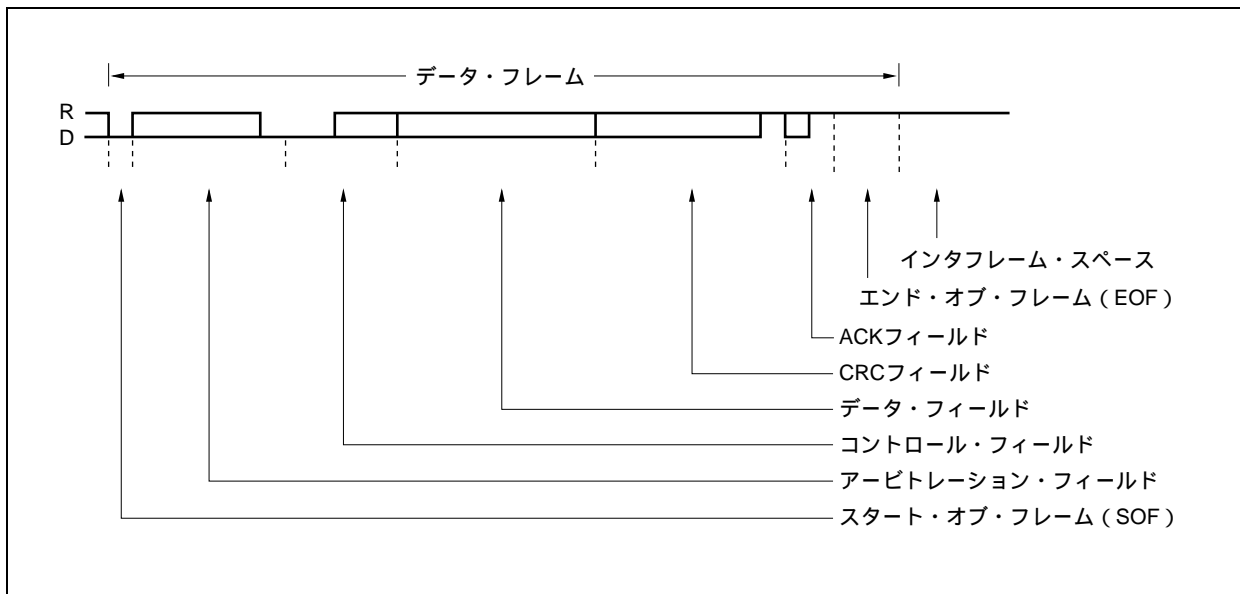 データ・フレーム
R
D
インタフレーム・スペース
エンド・オブ・フレーム(EOF)
ACKフィールド
CRCフィールド
データ・フィールド
コントロール・フィールド
アービトレーション・フィールド
スタート・オブ・フレーム(SOF)